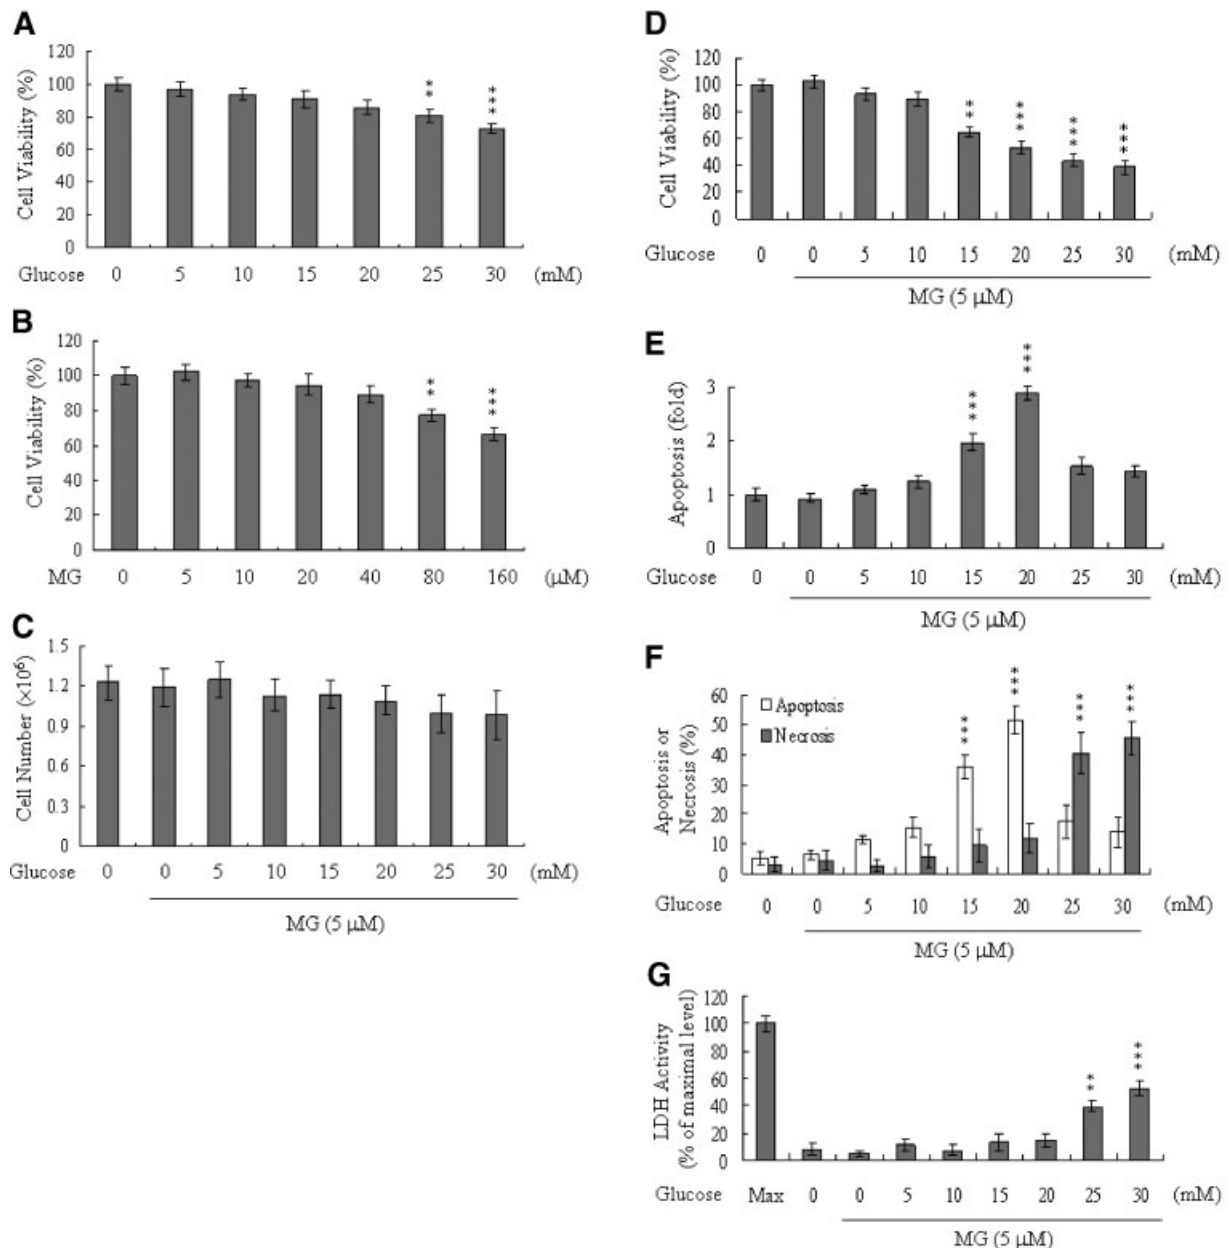 A
Cell Viability (%)
120
100
80
60
40
20
0
** ***
Glucose 0 5 10 15 20 25 30 (mM)
B
Cell Viability (%)
120
100
80
60
40
20
0
** ***
MG 0 5 10 20 40 80 160 (μM)
C
Cell Number (×10⁶)
1.5
1.2
0.9
0.6
0.3
0
Glucose 0 0 5 10 15 20 25 30 (mM)
MG (5 μM)
D
Cell Viability (%)
120
100
80
60
40
20
0
** *** *** ***
Glucose 0 0 5 10 15 20 25 30 (mM)
MG (5 μM)
E
Apoptosis (fold)
3
2
1
0
*** ***
Glucose 0 0 5 10 15 20 25 30 (mM)
MG (5 μM)
F
Apoptosis or
Necrosis (%)
60
50
40
30
20
10
0
Apoptosis
Necrosis
*** *** *** ***
Glucose 0 0 5 10 15 20 25 30 (mM)
MG (5 μM)
G
LDH Activity
(% of maximal level)
120
100
80
60
40
20
0
** ***
Glucose Max 0 0 5 10 15 20 25 30 (mM)
MG (5 μM)